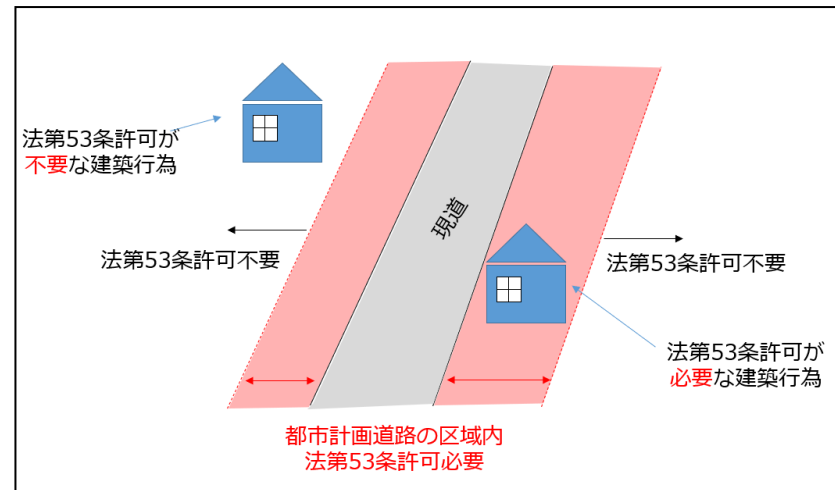 法第53条許可が
不要な建築行為
現道
法第53条許可不要
法第53条許可不要
法第53条許可が
必要な建築行為
都市計画道路の区域内
法第53条許可必要